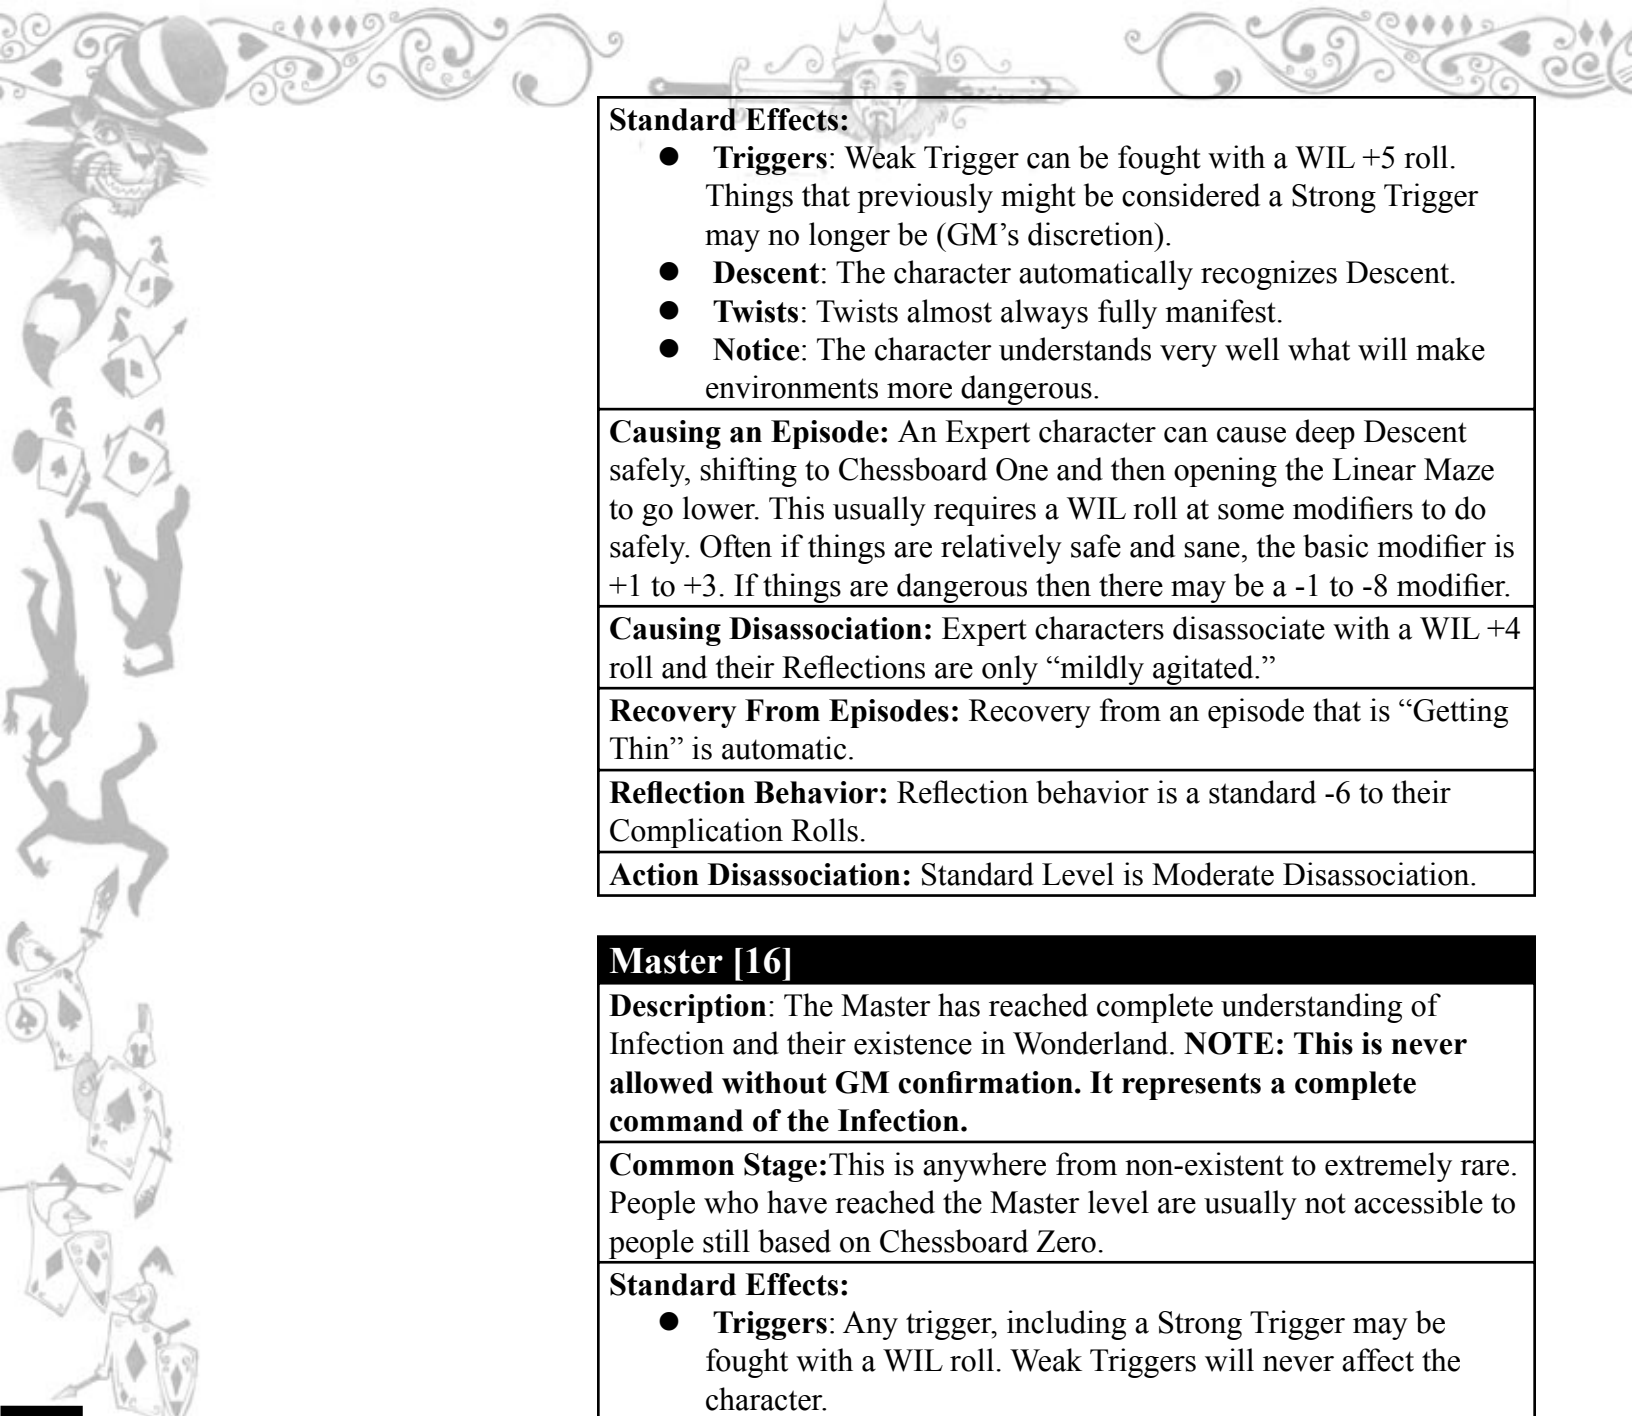 Standard Effects:
● Triggers: Weak Trigger can be fought with a WIL +5 roll.
Things that previously might be considered a Strong Trigger
may no longer be (GM’s discretion).
● Descent: The character automatically recognizes Descent.
● Twists: Twists almost always fully manifest.
● Notice: The character understands very well what will make
environments more dangerous.
Causing an Episode: An Expert character can cause deep Descent
safely, shifting to Chessboard One and then opening the Linear Maze
to go lower. This usually requires a WIL roll at some modifiers to do
safely. Often if things are relatively safe and sane, the basic modifier is
+1 to +3. If things are dangerous then there may be a -1 to -8 modifier.
Causing Disassociation: Expert characters disassociate with a WIL +4
roll and their Reflections are only “mildly agitated.”
Recovery From Episodes: Recovery from an episode that is “Getting
Thin” is automatic.
Reflection Behavior: Reflection behavior is a standard -6 to their
Complication Rolls.
Action Disassociation: Standard Level is Moderate Disassociation.
Master [16]
Description: The Master has reached complete understanding of
Infection and their existence in Wonderland. NOTE: This is never
allowed without GM confirmation. It represents a complete
command of the Infection.
Common Stage:This is anywhere from non-existent to extremely rare.
People who have reached the Master level are usually not accessible to
people still based on Chessboard Zero.
Standard Effects:
● Triggers: Any trigger, including a Strong Trigger may be
fought with a WIL roll. Weak Triggers will never affect the
character.